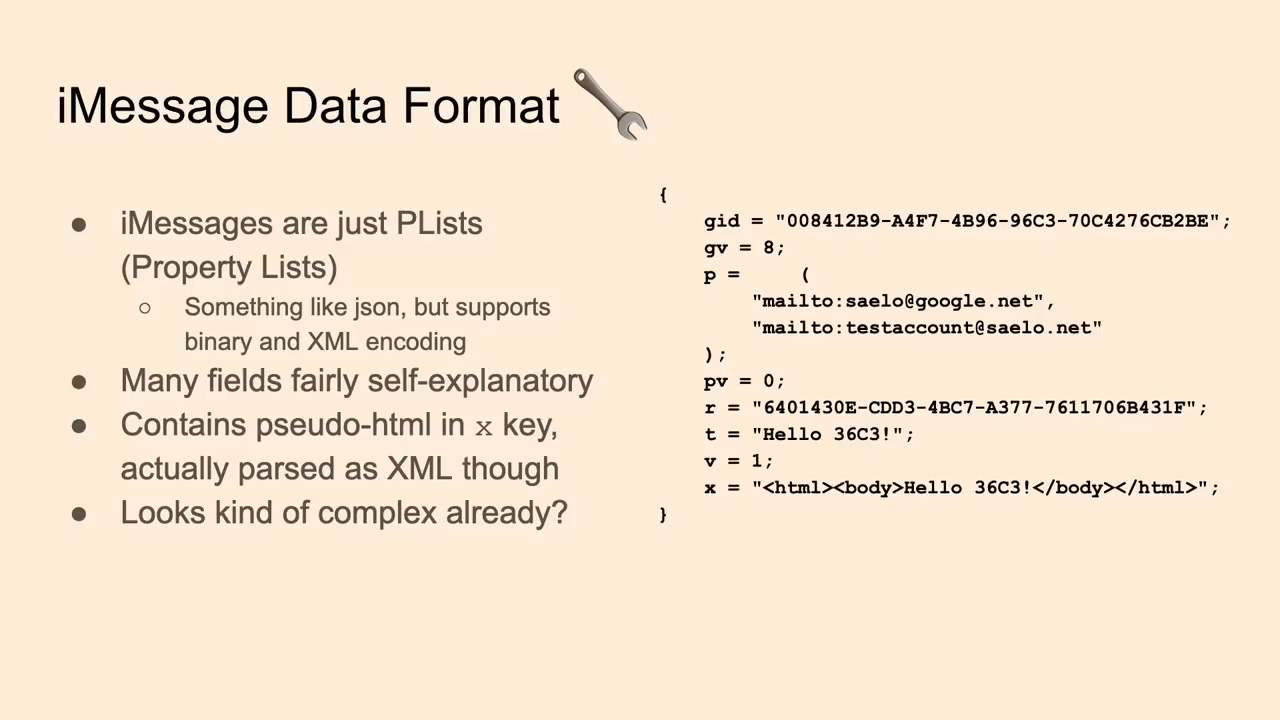 iMessage Data Format
● iMessages are just PLists
(Property Lists)
○ Something like json, but supports
binary and XML encoding
● Many fields fairly self-explanatory
● Contains pseudo-html in x key,
actually parsed as XML though
● Looks kind of complex already?
{
gid = "008412B9-A4F7-4B96-96C3-70C4276CB2BE";
gv = 8;
p = (
"mailto:saelo@google.net",
"mailto:testaccount@saelo.net"
);
pv = 0;
r = "6401430E-CDD3-4BC7-A377-7611706B431F";
t = "Hello 36C3!";
v = 1;
x = "<html><body>Hello 36C3!</body></html>";
}